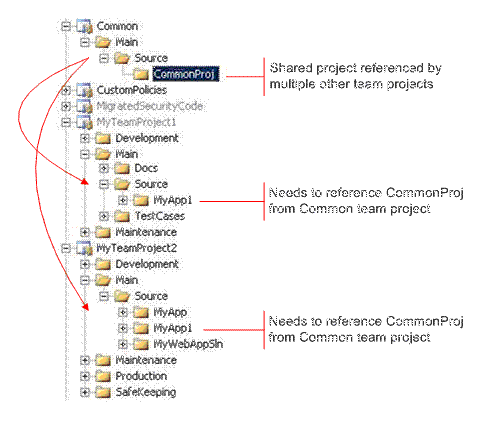 Common
Main
Source
CommonProj
Shared project referenced by
multiple other team projects
CustomPolicies
MigratedSecurityCode
MyTeamProject1
Development
Main
Docs
Source
MyApp1
Needs to reference CommonProj
from Common team project
TestCases
Maintenance
MyTeamProject2
Development
Main
Source
MyApp
MyApp1
Needs to reference CommonProj
from Common team project
MyWebAppSln
Maintenance
Production
SafeKeeping